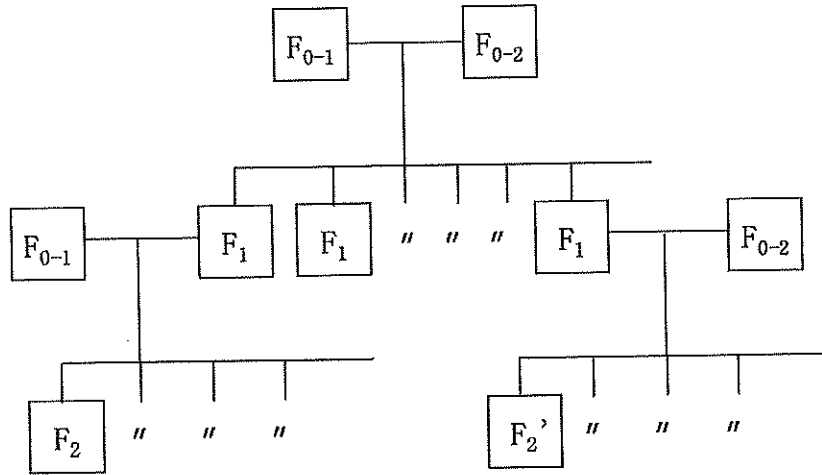 F₀₋₁ F₀₋₂
F₀₋₁ F₁ F₁ 〃 〃 〃 F₁ F₀₋₂
F₂ 〃 〃 〃 F₂’ 〃 〃 〃